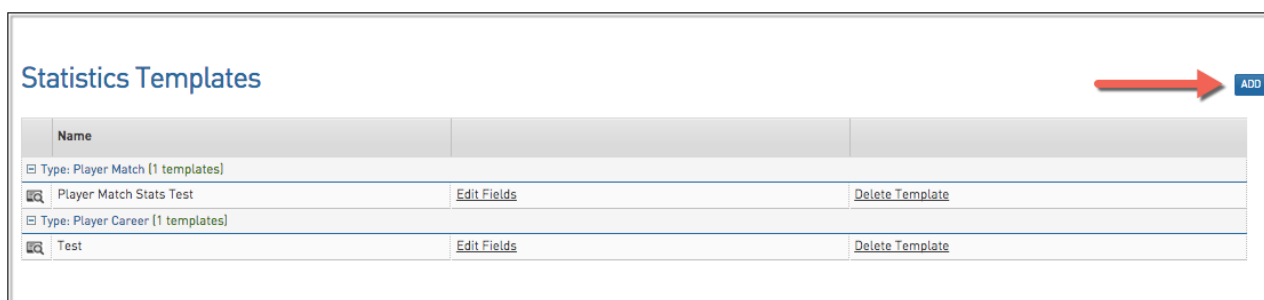 Statistics Templates
ADD
Name
Type: Player Match (1 templates)
Player Match Stats Test Edit Fields Delete Template
Type: Player Career (1 templates)
Test Edit Fields Delete Template